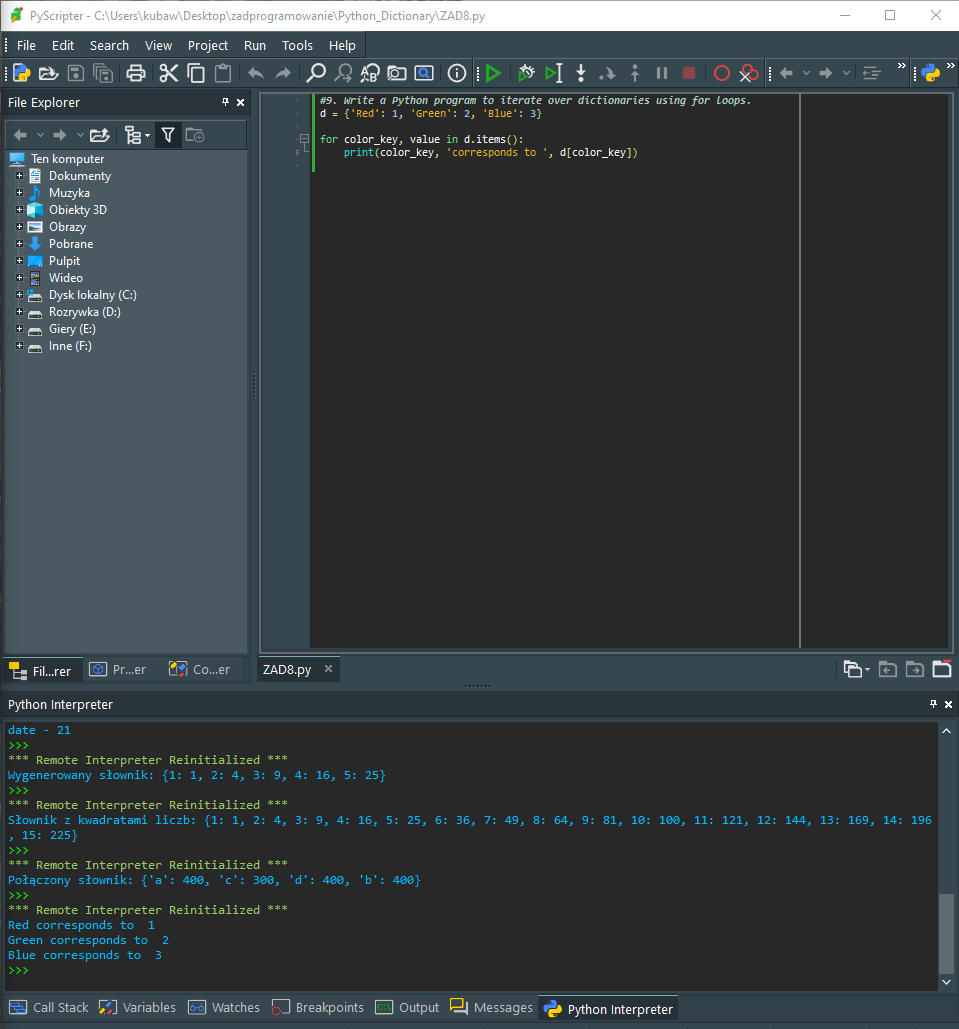 PyScripter - C:\Users\kubaw\Desktop\zadprogramowanie\Python_Dictionary\ZAD8.py
File Edit Search View Project Run Tools Help
File Explorer
Ten komputer
Dokumenty
Muzyka
Obiekty 3D
Obrazy
Pobrane
Pulpit
Wideo
Dysk lokalny (C:)
Rozrywka (D:)
Giery (E:)
Inne (F:)
Fil...rer Pr...er Co...er
#9. Write a Python program to iterate over dictionaries using for loops.
d = {'Red': 1, 'Green': 2, 'Blue': 3}
for color_key, value in d.items():
5 print(color_key, 'corresponds to ', d[color_key])
ZAD8.py
Python Interpreter
date - 21
>>>
*** Remote Interpreter Reinitialized ***
Wygenerowany słownik: {1: 1, 2: 4, 3: 9, 4: 16, 5: 25}
>>>
*** Remote Interpreter Reinitialized ***
Słownik z kwadratami liczb: {1: 1, 2: 4, 3: 9, 4: 16, 5: 25, 6: 36, 7: 49, 8: 64, 9: 81, 10: 100, 11: 121, 12: 144, 13: 169, 14: 196
, 15: 225}
>>>
*** Remote Interpreter Reinitialized ***
Połączony słownik: {'a': 400, 'c': 300, 'd': 400, 'b': 400}
>>>
*** Remote Interpreter Reinitialized ***
Red corresponds to  1
Green corresponds to  2
Blue corresponds to  3
>>>
Call Stack Variables Watches Breakpoints Output Messages Python Interpreter